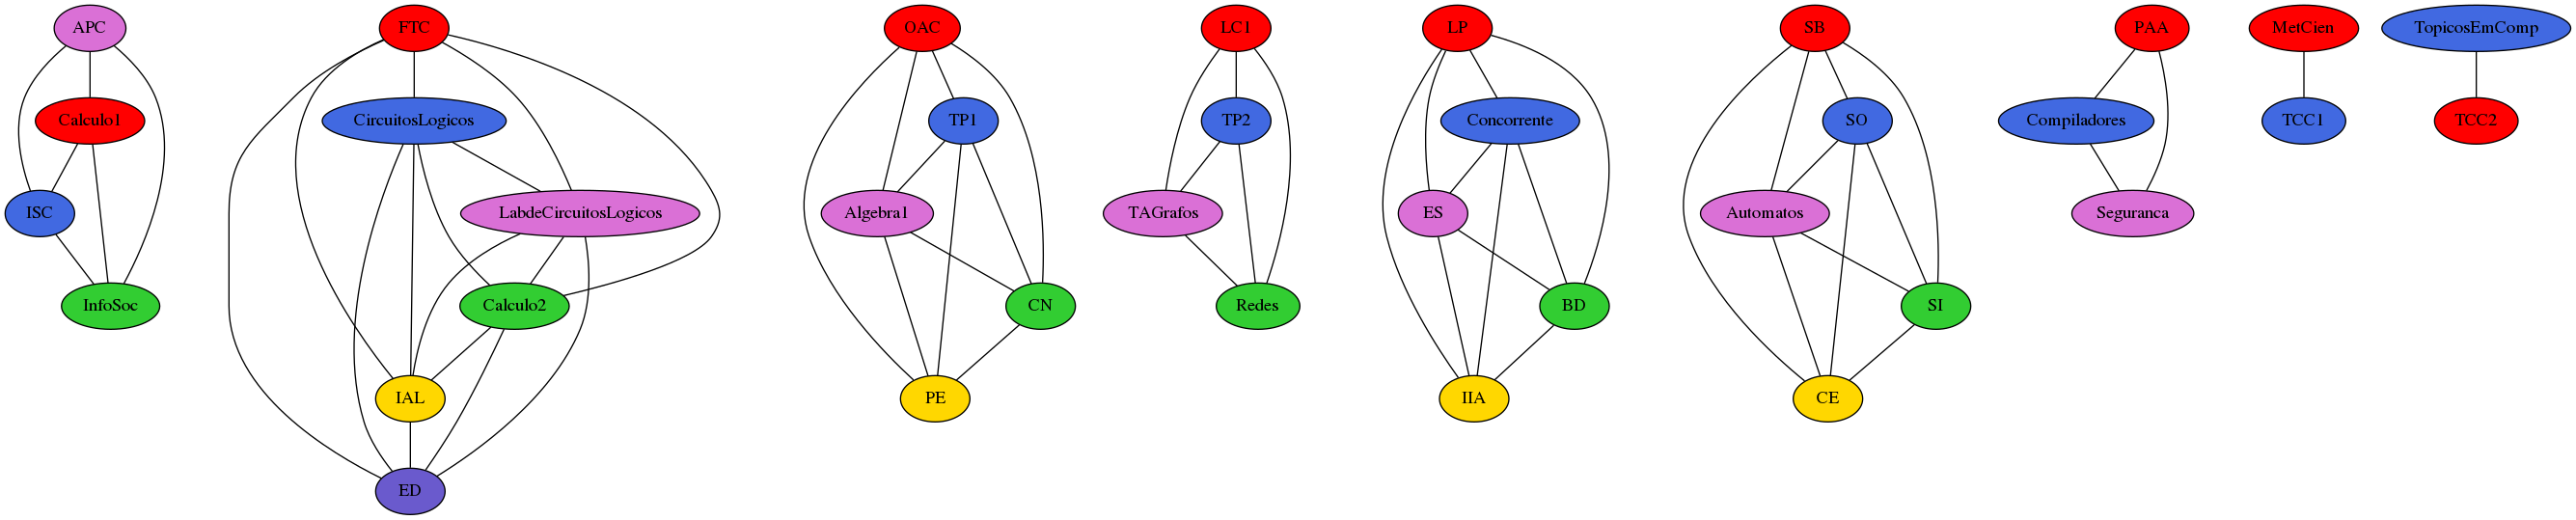 APC
FTC
OAC
LC1
LP
SB
PAA
MetCien
TopicosEmComp
Calculo1
CircuitosLogicos
TP1
TP2
Concorrente
SO
Compiladores
TCC1
TCC2
ISC
LabdeCircuitosLogicos
Algebra1
TAGrafos
ES
Automatos
Seguranca
InfoSoc
Calculo2
CN
Redes
BD
SI
IAL
PE
IIA
CE
ED